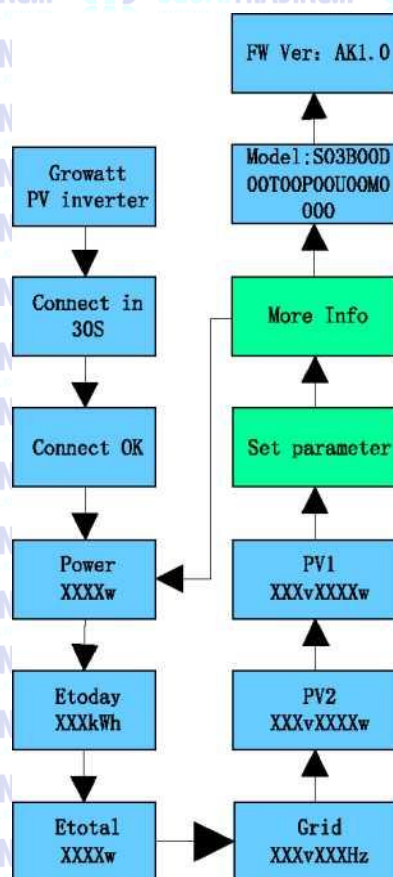 Growatt
PV inverter
Connect in
30S
Connect OK
Power
XXXXw
Etoday
XXXkWh
Etotal
XXXXw
Grid
XXXvXXXHz
PV2
XXXvXXXXw
PV1
XXXvXXXXw
Set parameter
More Info
Model:S03B00D
00T00P00U00M0
000
FW Ver: AK1.0